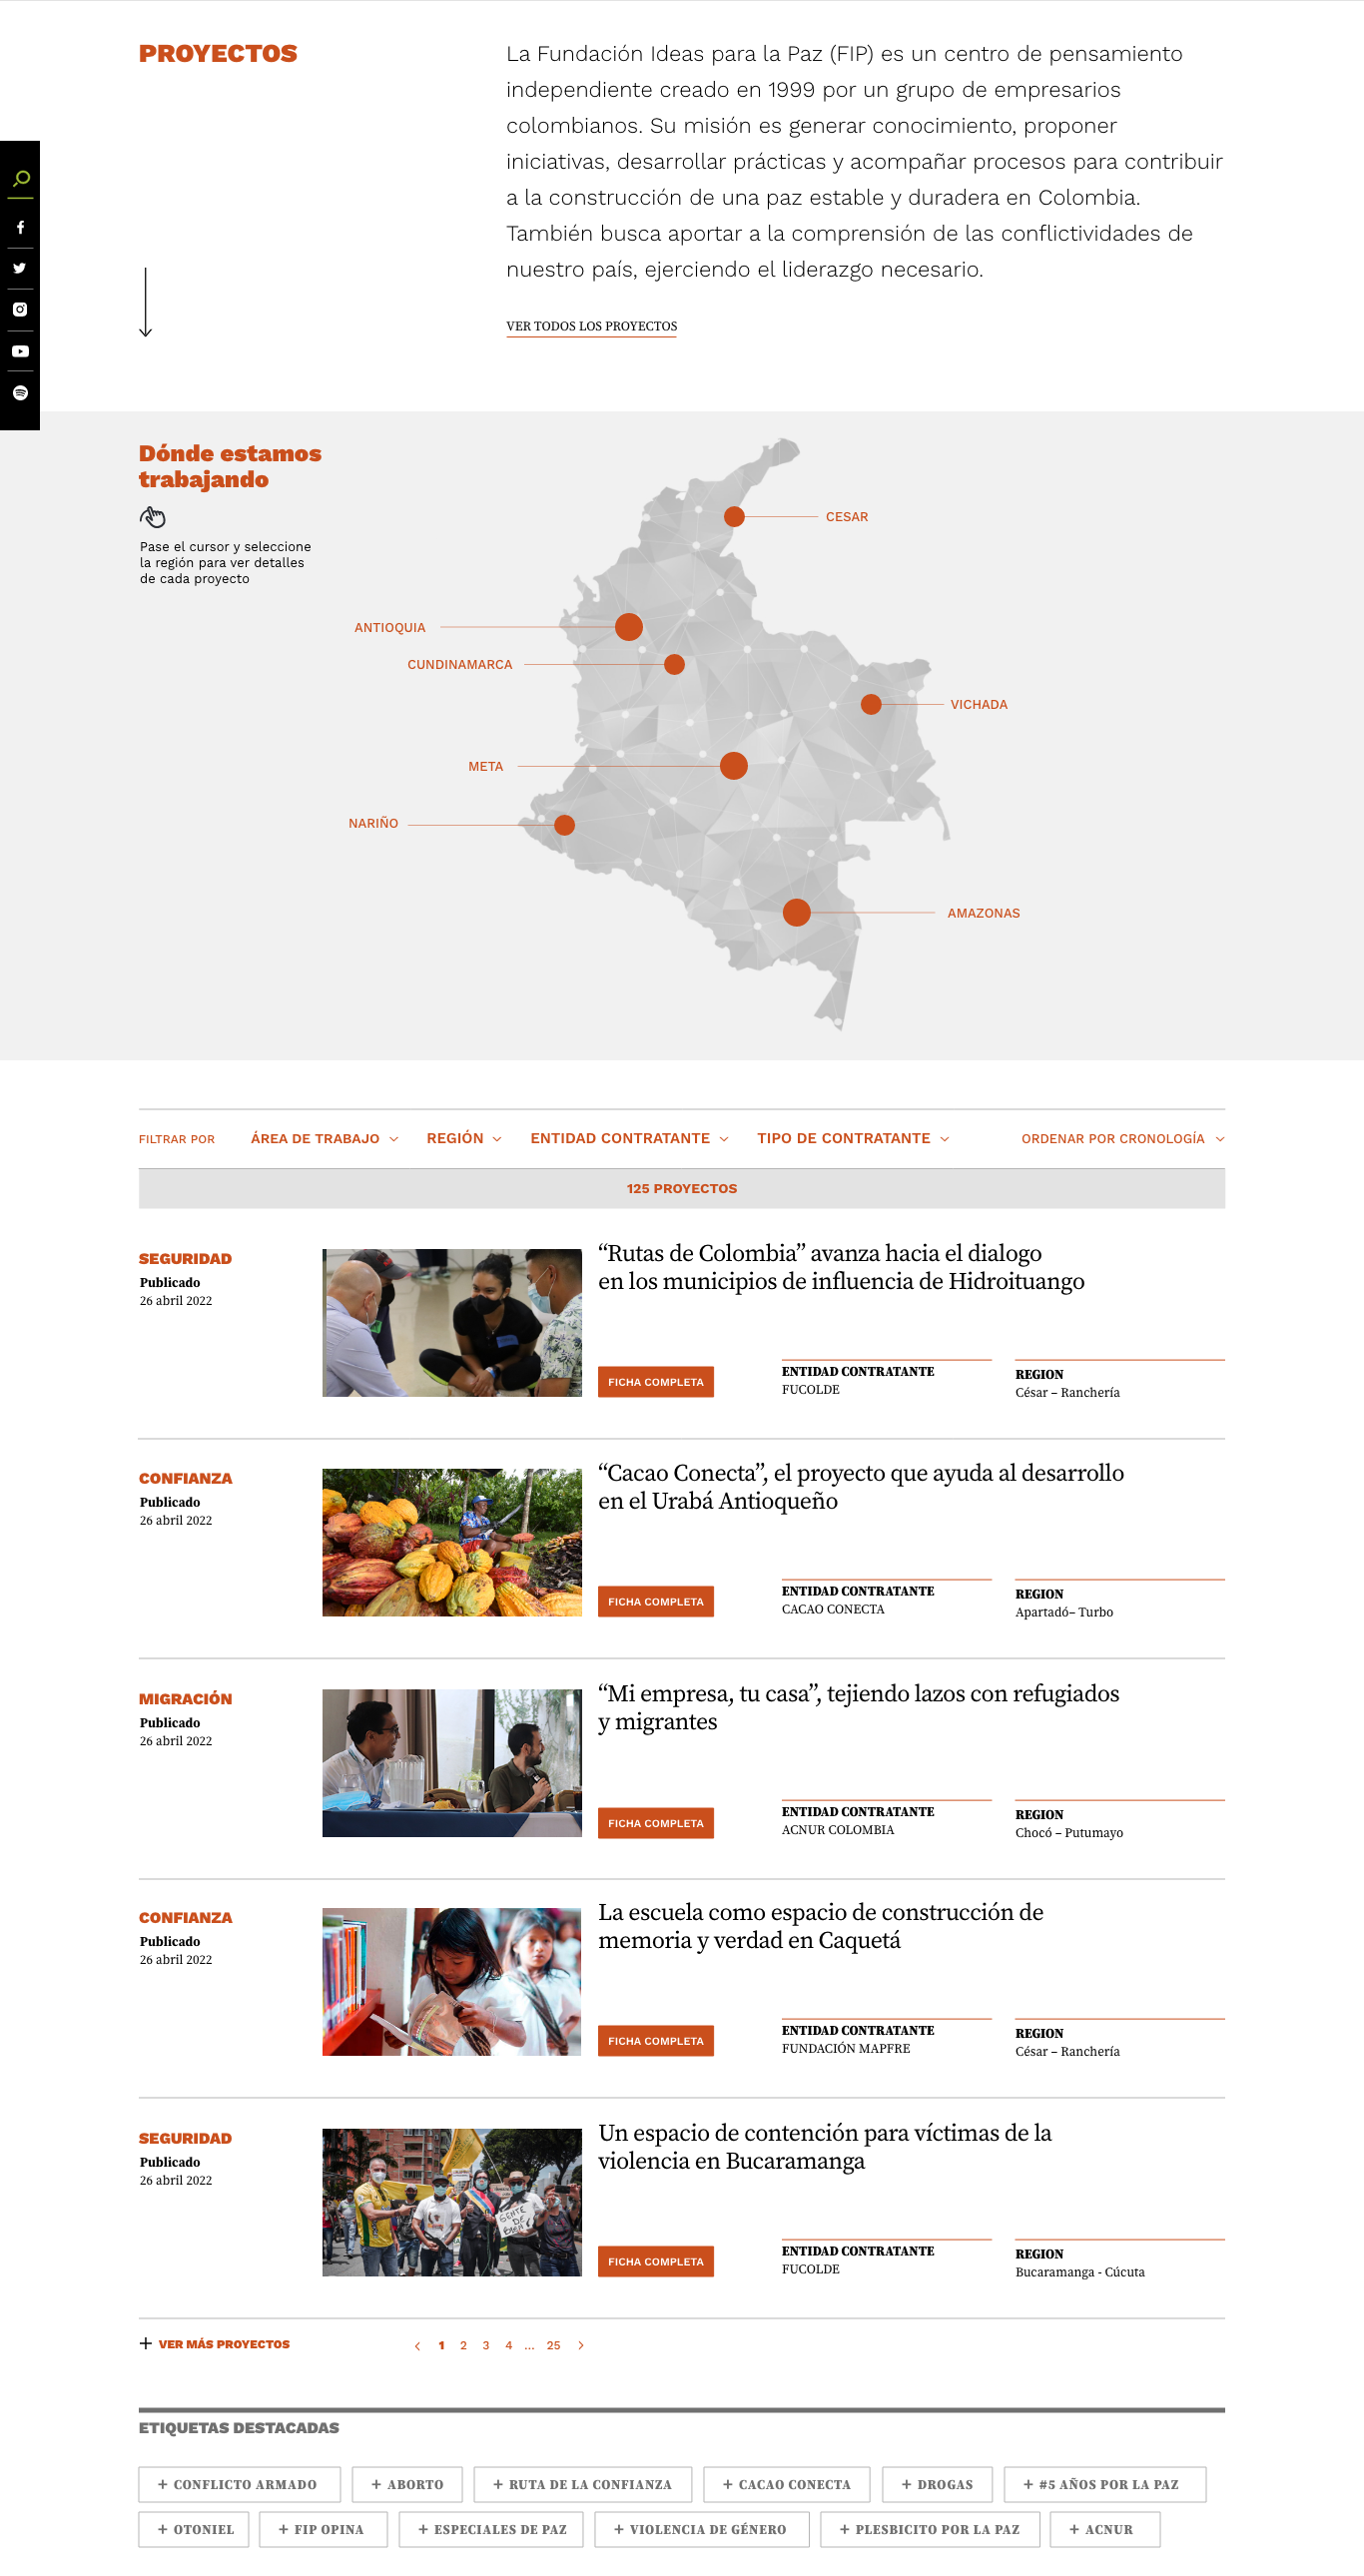 PROYECTOS
La Fundación Ideas para la Paz (FIP) es un centro de pensamiento
independiente creado en 1999 por un grupo de empresarios
colombianos. Su misión es generar conocimiento, proponer
iniciativas, desarrollar prácticas y acompañar procesos para contribuir
a la construcción de una paz estable y duradera en Colombia.
También busca aportar a la comprensión de las conflictividades de
nuestro país, ejerciendo el liderazgo necesario.
VER TODOS LOS PROYECTOS
Dónde estamos
trabajando
Pase el cursor y seleccione
la región para ver detalles
de cada proyecto
CESAR
ANTIOQUIA
CUNDINAMARCA
VICHADA
META
NARIÑO
AMAZONAS
FILTRAR POR ÁREA DE TRABAJO REGIÓN ENTIDAD CONTRATANTE TIPO DE CONTRATANTE ORDENAR POR CRONOLOGÍA
125 PROYECTOS
SEGURIDAD
Publicado
26 abril 2022
“Rutas de Colombia” avanza hacia el dialogo
en los municipios de influencia de Hidroituango
FICHA COMPLETA
ENTIDAD CONTRATANTE
FUCOLDE
REGION
César – Ranchería
CONFIANZA
Publicado
26 abril 2022
“Cacao Conecta”, el proyecto que ayuda al desarrollo
en el Urabá Antioqueño
FICHA COMPLETA
ENTIDAD CONTRATANTE
CACAO CONECTA
REGION
Apartadó– Turbo
MIGRACIÓN
Publicado
26 abril 2022
“Mi empresa, tu casa”, tejiendo lazos con refugiados
y migrantes
FICHA COMPLETA
ENTIDAD CONTRATANTE
ACNUR COLOMBIA
REGION
Chocó – Putumayo
CONFIANZA
Publicado
26 abril 2022
La escuela como espacio de construcción de
memoria y verdad en Caquetá
FICHA COMPLETA
ENTIDAD CONTRATANTE
FUNDACIÓN MAPFRE
REGION
César – Ranchería
SEGURIDAD
Publicado
26 abril 2022
GENTE
DE
BIEN
Un espacio de contención para víctimas de la
violencia en Bucaramanga
FICHA COMPLETA
ENTIDAD CONTRATANTE
FUCOLDE
REGION
Bucaramanga - Cúcuta
+ VER MÁS PROYECTOS
< 1 2 3 4 ... 25 >
ETIQUETAS DESTACADAS
+ CONFLICTO ARMADO + ABORTO + RUTA DE LA CONFIANZA + CACAO CONECTA + DROGAS + #5 AÑOS POR LA PAZ
+ OTONIEL + FIP OPINA + ESPECIALES DE PAZ + VIOLENCIA DE GÉNERO + PLESBICITO POR LA PAZ + ACNUR